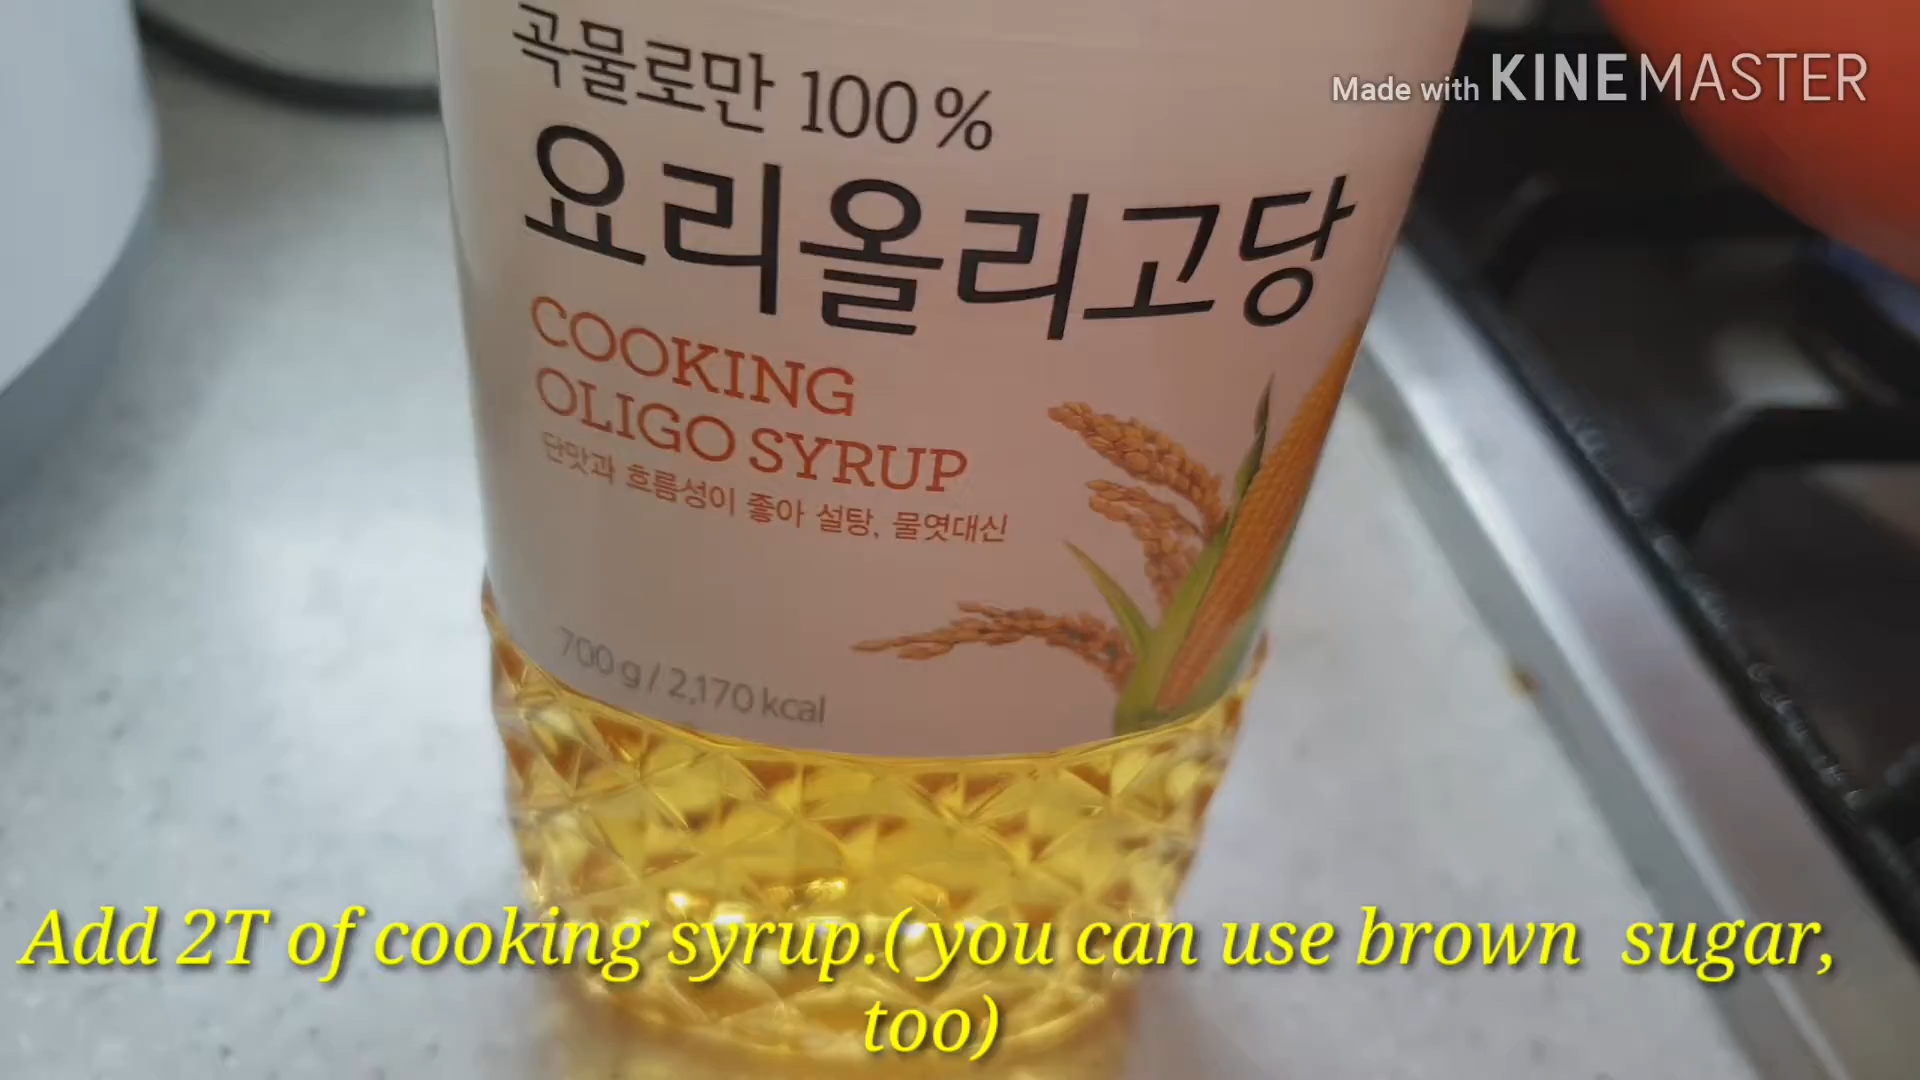 곡물로만 100%
Made with KINEMASTER
요리올리고당
COOKING
OLIGO SYRUP
단맛과 흐름성이 좋아 설탕, 물엿대신
700g / 2,170 kcal
Add 2T of cooking syrup.( you can use brown sugar,
too)